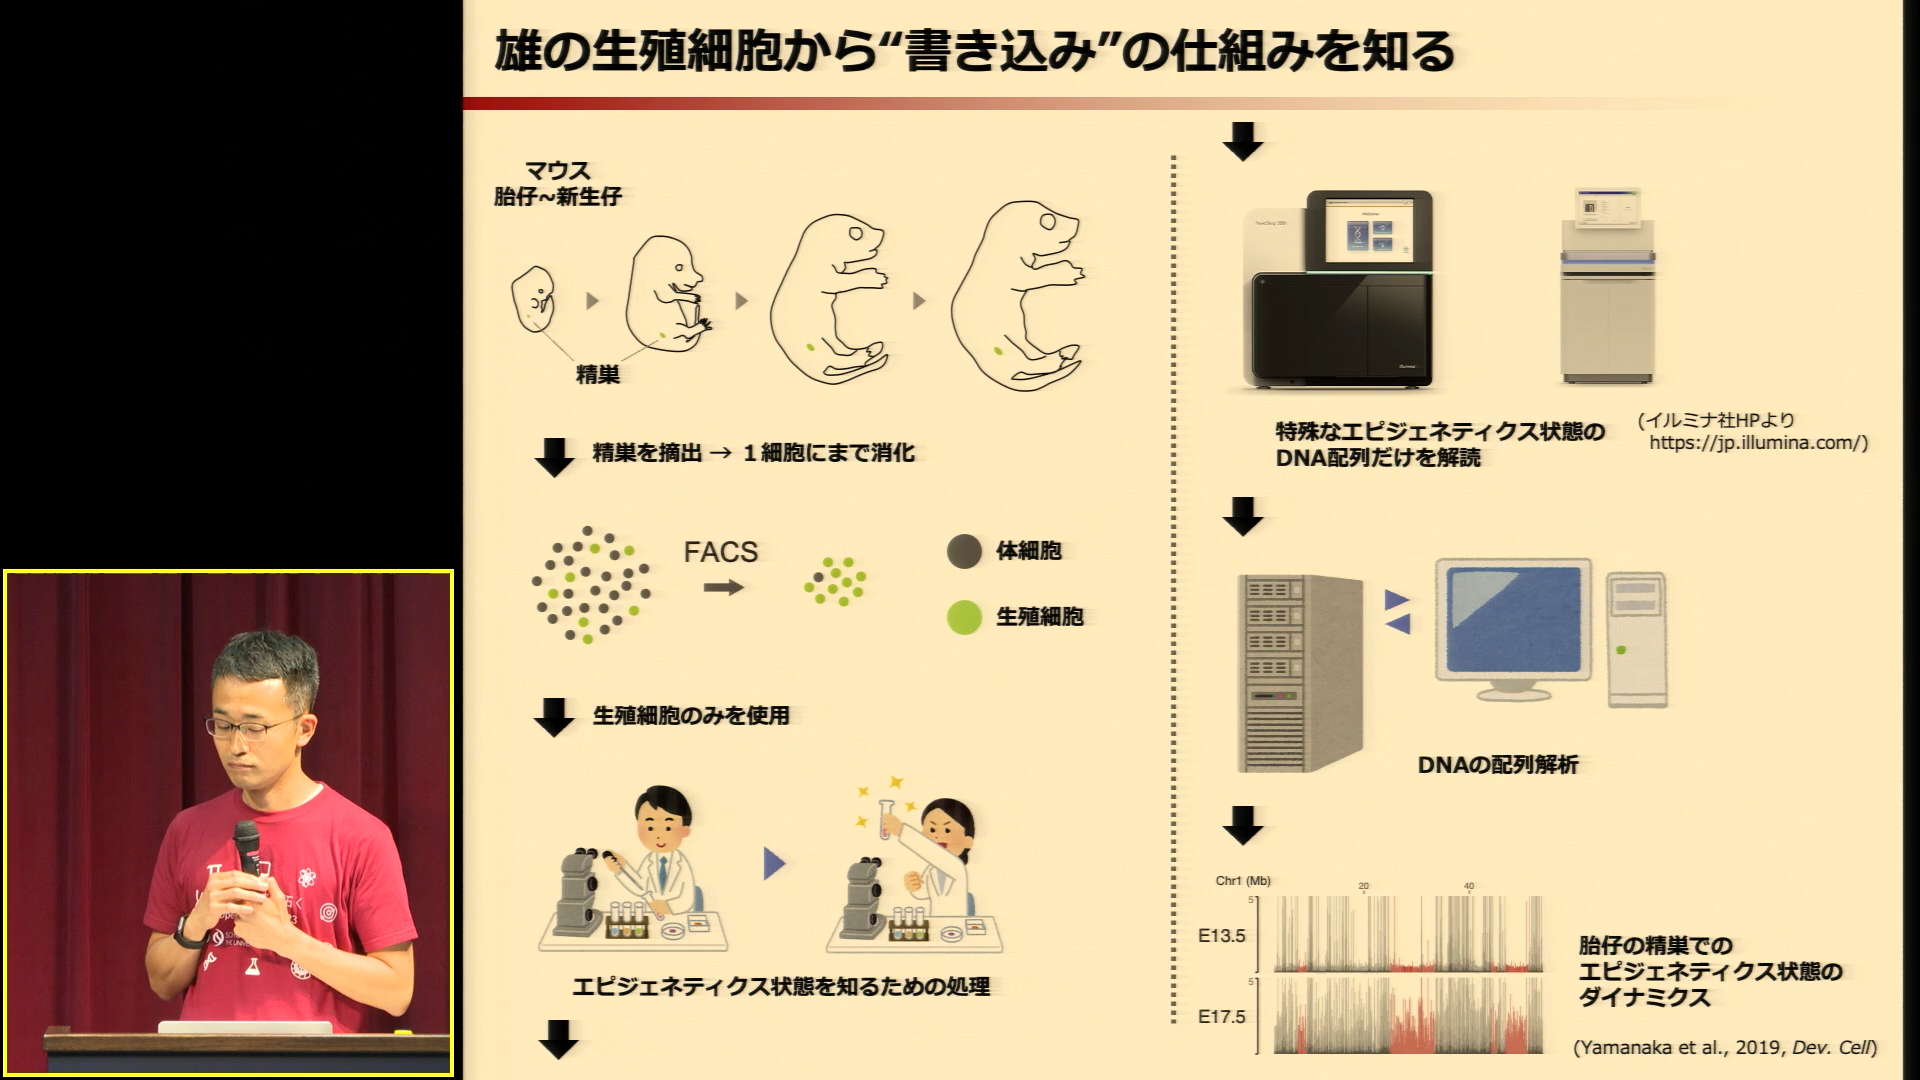 雄の生殖細胞から“書き込み”の仕組みを知る
マウス
胎仔~新生仔
精巣
精巣を摘出 → 1細胞にまで消化
FACS
体細胞
生殖細胞
生殖細胞のみを使用
エピジェネティクス状態を知るための処理
NextSeq 500
Welcome
illumina
特殊なエピジェネティクス状態の
DNA配列だけを解読
(イルミナ社HPより
https://jp.illumina.com/)
DNAの配列解析
Chr1 (Mb)
20
40
5
E13.5
5
E17.5
胎仔の精巣での
エピジェネティクス状態の
ダイナミクス
(Yamanaka et al., 2019, Dev. Cell)